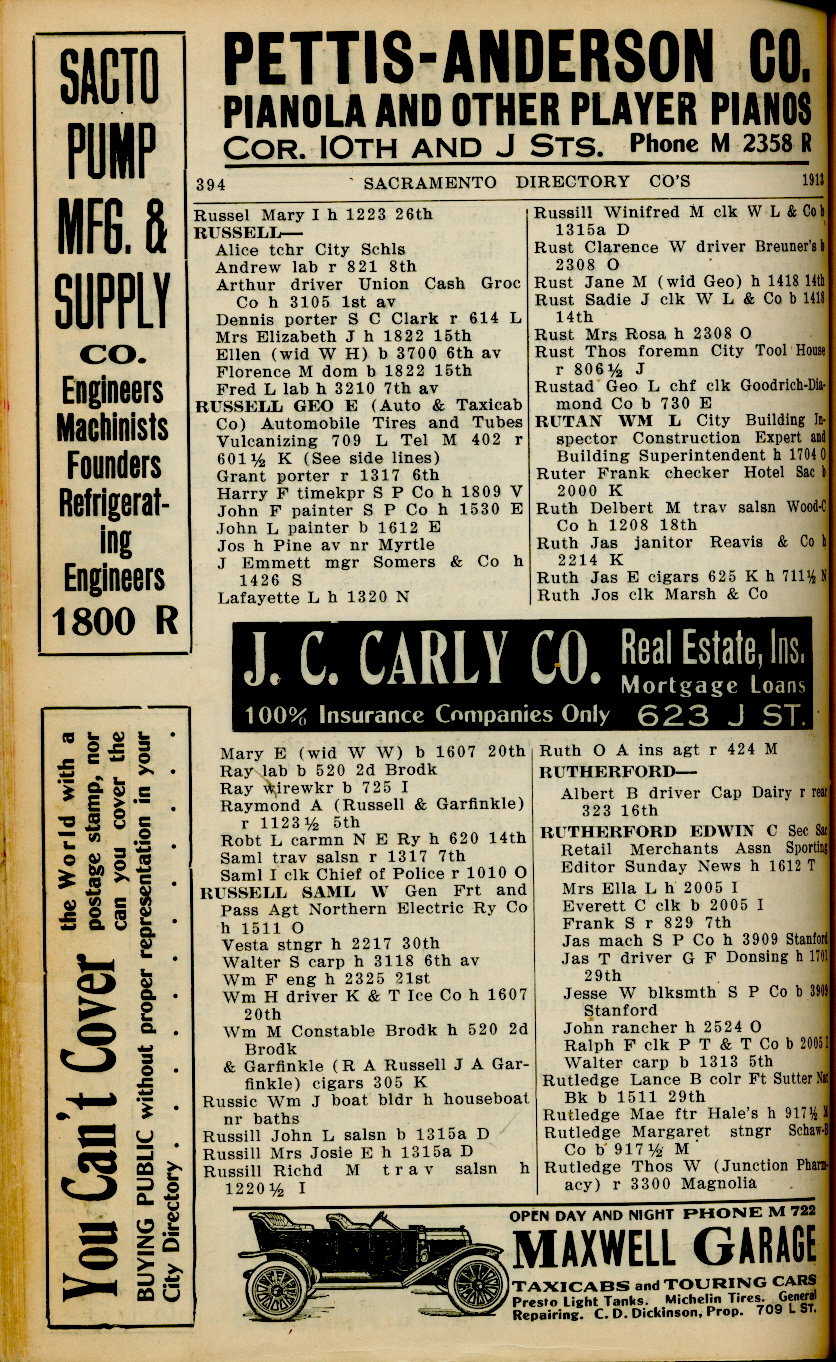 SACTO
PUMP
MFG. &
SUPPLY
CO.
Engineers
Machinists
Founders
Refrigerat-
ing
Engineers
1800 R
PETTIS-ANDERSON CO.
PIANOLA AND OTHER PLAYER PIANOS
COR. 10TH AND J STS. Phone M 2358 R
394 SACRAMENTO DIRECTORY CO'S 1913
Russel Mary I h 1223 26th
RUSSELL—
Alice tchr City Schls
Andrew lab r 821 8th
Arthur driver Union Cash Groc
Co h 3105 1st av
Dennis porter S C Clark r 614 L
Mrs Elizabeth J h 1822 15th
Ellen (wid W H) b 3700 6th av
Florence M dom b 1822 15th
Fred L lab h 3210 7th av
RUSSELL GEO E (Auto & Taxicab
Co) Automobile Tires and Tubes
Vulcanizing 709 L Tel M 402 r
601½ K (See side lines)
Grant porter r 1317 6th
Harry F timekpr S P Co h 1809 V
John F painter S P Co h 1530 E
John L painter b 1612 E
Jos h Pine av nr Myrtle
J Emmett mgr Somers & Co h
1426 S
Lafayette L h 1320 N
Russill Winifred M clk W L & Co b
1315a D
Rust Clarence W driver Breuner's b
2308 O
Rust Jane M (wid Geo) h 1418 14th
Rust Sadie J clk W L & Co b 1418
14th
Rust Mrs Rosa h 2308 O
Rust Thos foremn City Tool House
r 806½ J
Rustad Geo L chf clk Goodrich-Dia-
mond Co b 730 E
RUTAN WM L City Building In-
spector Construction Expert and
Building Superintendent h 1704 O
Ruter Frank checker Hotel Sac b
2000 K
Ruth Delbert M trav salsn Wood-C
Co h 1208 18th
Ruth Jas janitor Reavis & Co h
2214 K
Ruth Jas E cigars 625 K h 711½ N
Ruth Jos clk Marsh & Co
J. C. CARLY CO. Real Estate, Ins.
Mortgage Loans
100% Insurance Companies Only 623 J ST.
Mary E (wid W W) b 1607 20th
Ray lab b 520 2d Brodk
Ray wirewkr b 725 I
Raymond A (Russell & Garfinkle)
r 1123½ 5th
Robt L carmn N E Ry h 620 14th
Saml trav salsn r 1317 7th
Saml I clk Chief of Police r 1010 O
RUSSELL SAML W Gen Frt and
Pass Agt Northern Electric Ry Co
h 1511 O
Vesta stngr h 2217 30th
Walter S carp h 3118 6th av
Wm F eng h 2325 21st
Wm H driver K & T Ice Co h 1607
20th
Wm M Constable Brodk h 520 2d
Brodk
& Garfinkle (R A Russell J A Gar-
finkle) cigars 305 K
Russic Wm J boat bldr h houseboat
nr baths
Russill John L salsn b 1315a D
Russill Mrs Josie E h 1315a D
Russill Richd M trav salsn h
1220½ I
Ruth O A ins agt r 424 M
RUTHERFORD—
Albert B driver Cap Dairy r rear
323 16th
RUTHERFORD EDWIN C Sec Sac
Retail Merchants Assn Sporting
Editor Sunday News h 1612 T
Mrs Ella L h 2005 I
Everett C clk b 2005 I
Frank S r 829 7th
Jas mach S P Co h 3909 Stanford
Jas T driver G F Donsing h 1701
29th
Jesse W blksmth S P Co b 3909
Stanford
John rancher h 2524 O
Ralph F clk P T & T Co b 2005 I
Walter carp b 1313 5th
Rutledge Lance B colr Ft Sutter Nat
Bk b 1511 29th
Rutledge Mae ftr Hale's h 917½ M
Rutledge Margaret stngr Schaw-B
Co b 917½ M
Rutledge Thos W (Junction Pharm-
acy) r 3300 Magnolia
You Can't Cover
the World with a
postage stamp, nor
can you cover the
BUYING PUBLIC without proper representation in your
City Directory . . . . . . . . . .
OPEN DAY AND NIGHT PHONE M 722
MAXWELL GARAGE
TAXICABS and TOURING CARS
Presto Light Tanks. Michelin Tires. General
Repairing. C. D. Dickinson, Prop. 709 L ST.